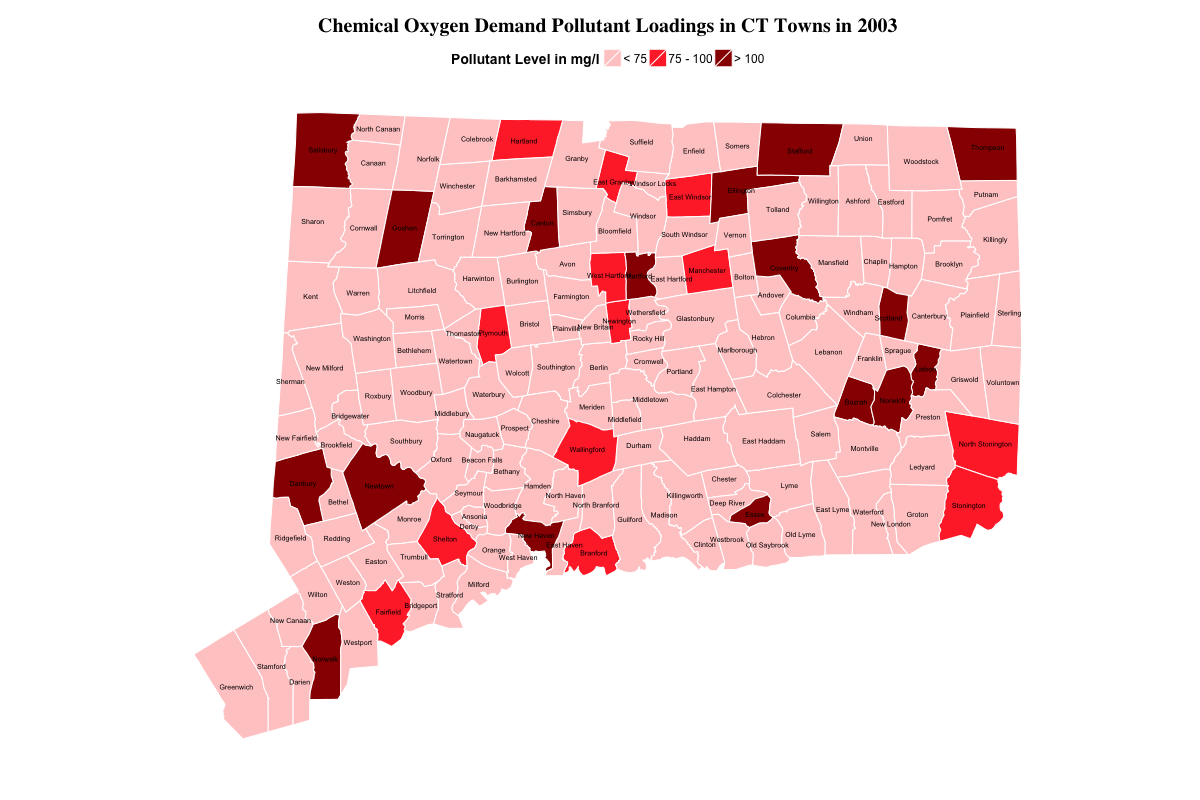 Chemical Oxygen Demand Pollutant Loadings in CT Towns in 2003
Pollutant Level in mg/l < 75 75 - 100 > 100
North Canaan
Colebrook
Hartland
Suffield
Union
Salisbury
Canaan
Norfolk
Granby
Enfield
Somers
Stafford
Woodstock
Thompson
Winchester
Barkhamsted
East Granby
Windsor Locks
East Windsor
Ellington
Willington
Ashford
Eastford
Putnam
Sharon
Cornwall
Goshen
Torrington
New Hartford
Canton
Simsbury
Bloomfield
Windsor
South Windsor
Vernon
Tolland
Pomfret
Killingly
Avon
West Hartford
Hartford
East Hartford
Manchester
Bolton
Coventry
Mansfield
Chaplin
Hampton
Brooklyn
Kent
Warren
Litchfield
Harwinton
Burlington
Farmington
Andover
Morris
Thomaston
Plymouth
Bristol
Plainville
New Britain
Newington
Wethersfield
Glastonbury
Columbia
Windham
Scotland
Canterbury
Plainfield
Sterling
Washington
Bethlehem
Watertown
Rocky Hill
Hebron
Marlborough
Lebanon
Franklin
Sprague
New Milford
Wolcott
Southington
Berlin
Cromwell
Portland
Lisbon
Griswold
Voluntown
Sherman
Roxbury
Woodbury
Waterbury
East Hampton
Colchester
Bozrah
Norwich
Preston
Bridgewater
Middlebury
Cheshire
Meriden
Middletown
Middlefield
New Fairfield
Brookfield
Southbury
Naugatuck
Prospect
Wallingford
Durham
Haddam
East Haddam
Salem
Montville
North Stonington
Oxford
Beacon Falls
Bethany
Danbury
Newtown
Hamden
Chester
Lyme
Ledyard
Bethel
Seymour
Woodbridge
North Haven
North Branford
Killingworth
Deep River
Essex
Monroe
Ansonia
Derby
Guilford
Madison
East Lyme
Waterford
New London
Groton
Stonington
Ridgefield
Redding
Shelton
New Haven
East Haven
Clinton
Westbrook
Old Saybrook
Old Lyme
Easton
Trumbull
Orange
West Haven
Branford
Wilton
Weston
Stratford
Milford
New Canaan
Fairfield
Bridgeport
Westport
Greenwich
Stamford
Darien
Norwalk